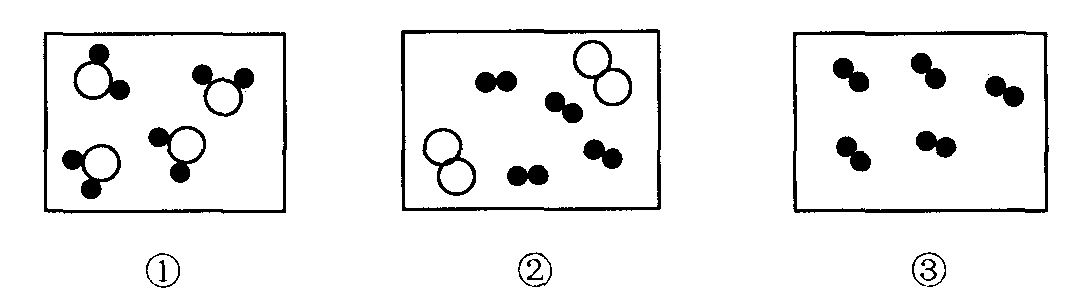 ① ② ③